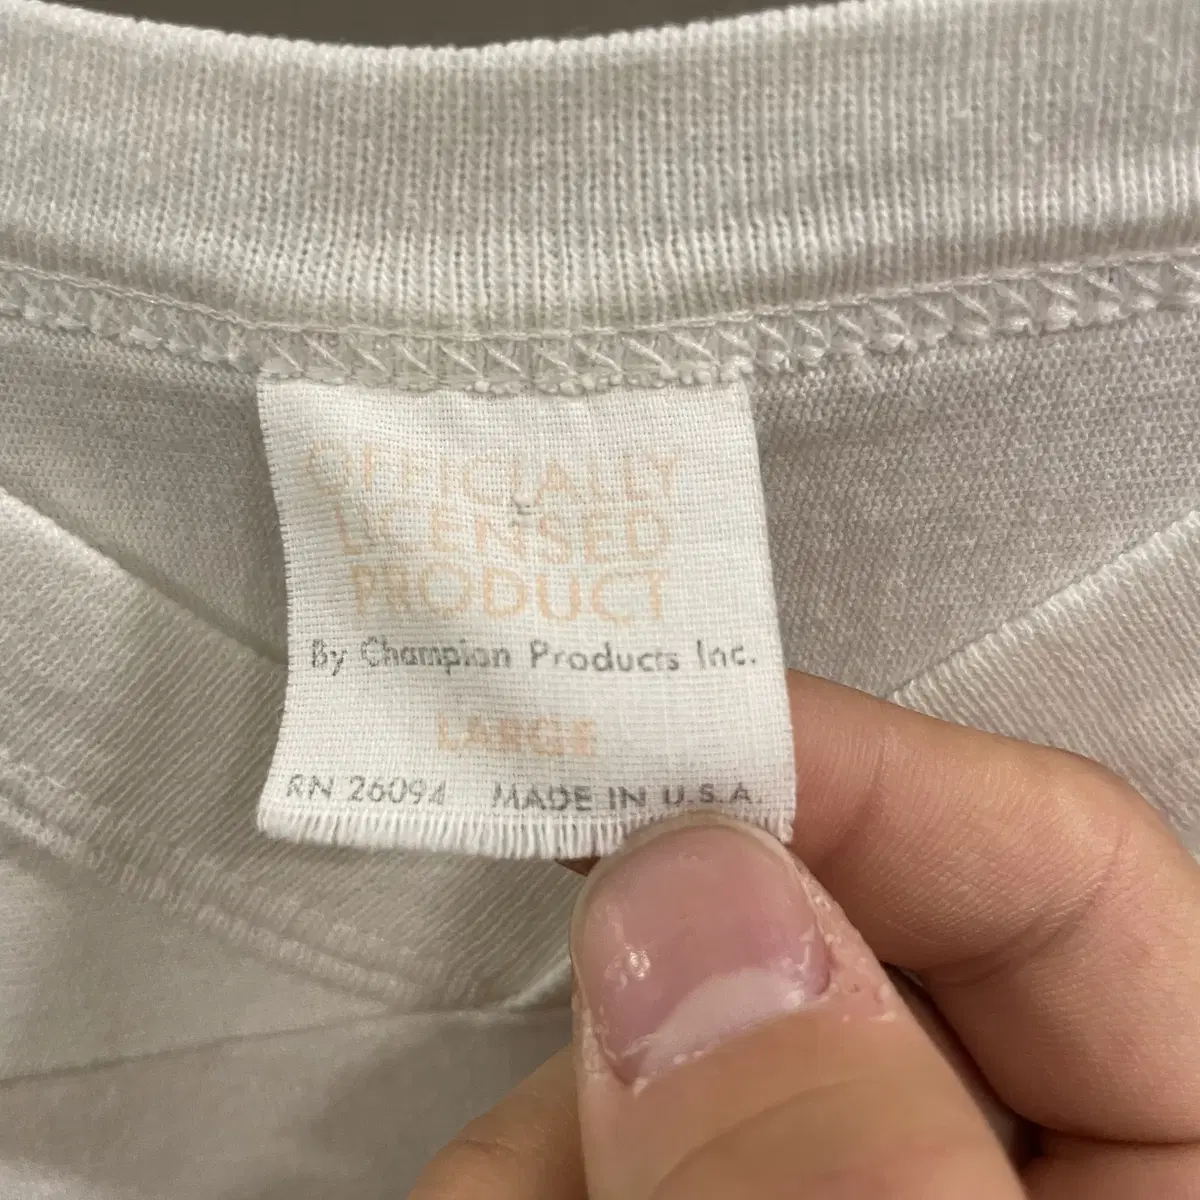 OFFICIALLY
LICENSED
PRODUCT
By Champion Products Inc.
LARGE
RN 26094 MADE IN U.S.A.